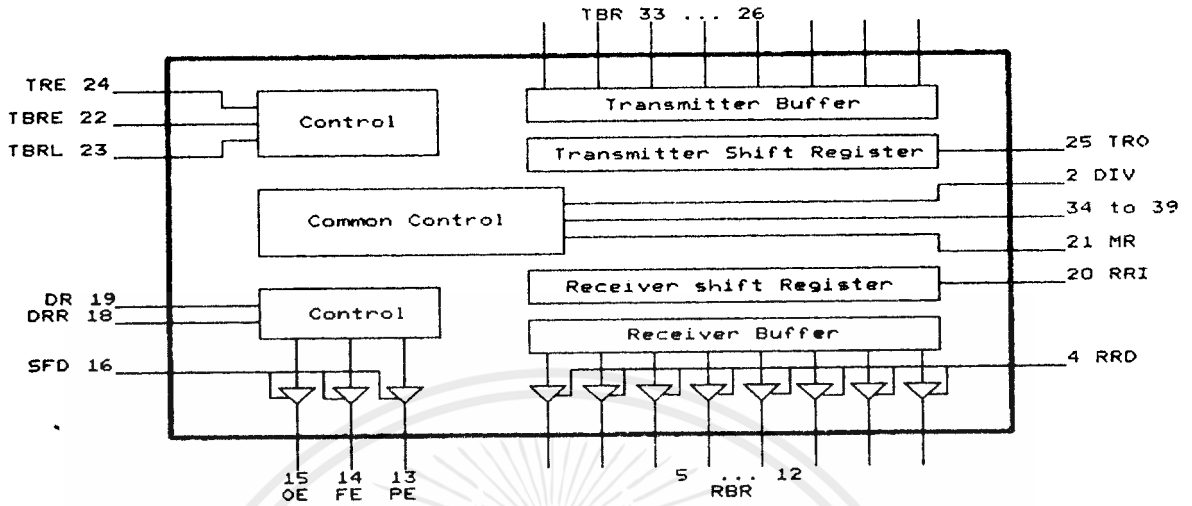 TBR 33 ... 26
TRE 24
TBRE 22
TBRL 23
Control
Transmitter Buffer
Transmitter Shift Register
25 TRO
2 DIV
34 to 39
21 MR
Common Control
20 RRI
Receiver shift Register
DR 19
DRR 18
Control
Receiver Buffer
SFD 16
4 RRD
15
OE
14
FE
13
PE
5 ... 12
RBR